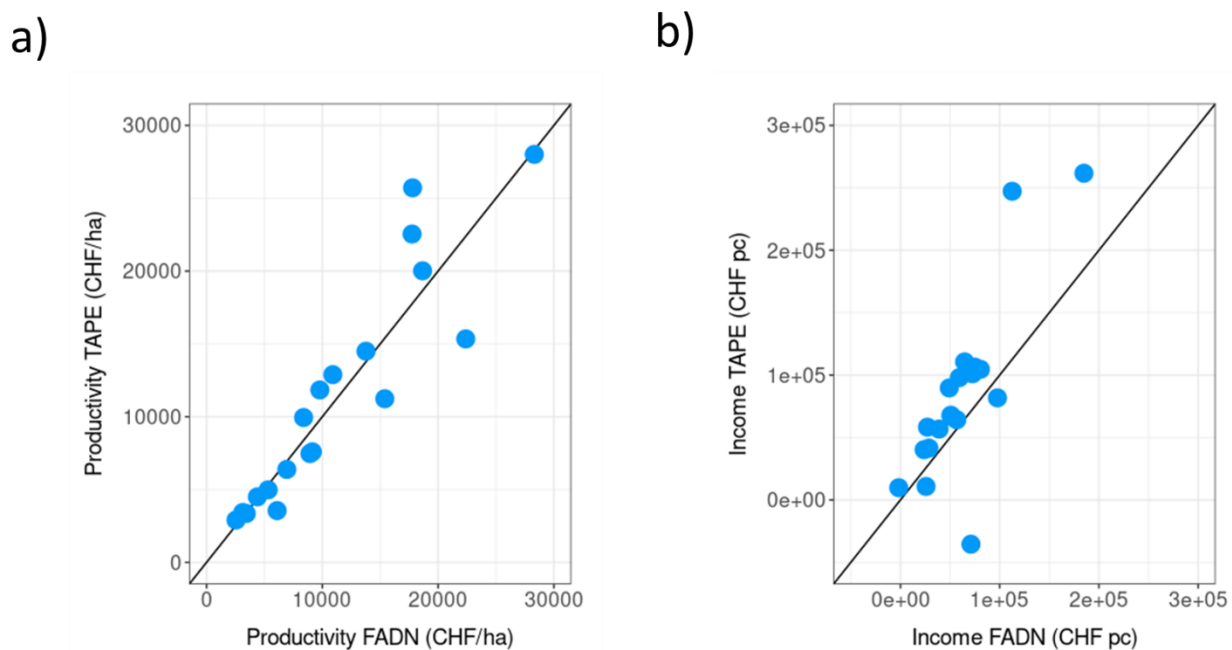 a)
b)
Productivity TAPE (CHF/ha)
30000
20000
10000
0
0 10000 20000 30000
Productivity FADN (CHF/ha)
Income TAPE (CHF pc)
3e+05
2e+05
1e+05
0e+00
0e+00 1e+05 2e+05 3e+05
Income FADN (CHF pc)